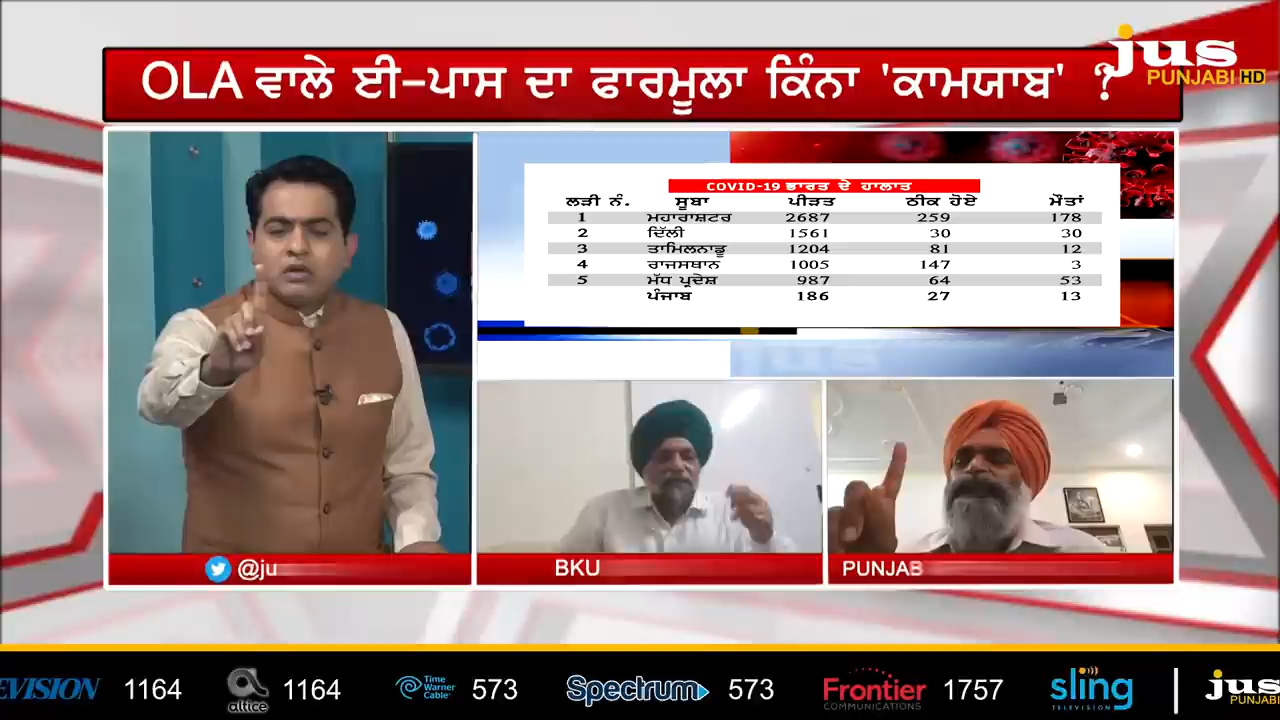 jus
PUNJABI HD
OLA ਵਾਲੇ ਈ-ਪਾਸ ਦਾ ਫਾਰਮੂਲਾ ਕਿੰਨਾ 'ਕਾਮਯਾਬ' ?
COVID-19 ਭਾਰਤ ਦੇ ਹਾਲਾਤ
ਲੜੀ ਨੰ. ਸੂਬਾ ਪੀੜਤ ਠੀਕ ਹੋਏ ਮੌਤਾਂ
1 ਮਹਾਰਾਸ਼ਟਰ 2687 259 178
2 ਦਿੱਲੀ 1561 30 30
3 ਤਾਮਿਲਨਾਡੂ 1204 81 12
4 ਰਾਜਸਥਾਨ 1005 147 3
5 ਮੱਧ ਪ੍ਰਦੇਸ਼ 987 64 53
ਪੰਜਾਬ 186 27 13
@ju
BKU
PUNJAB
EVISION 1164 altice 1164 Time Warner Cable 573 Spectrum 573 Frontier COMMUNICATIONS 1757 sling TELEVISION jus PUNJABI